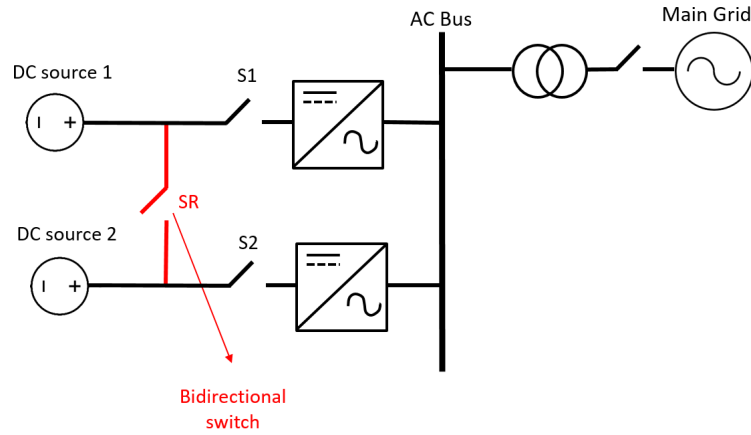 AC Bus
Main Grid
DC source 1
S1
SR
DC source 2
S2
Bidirectional
switch